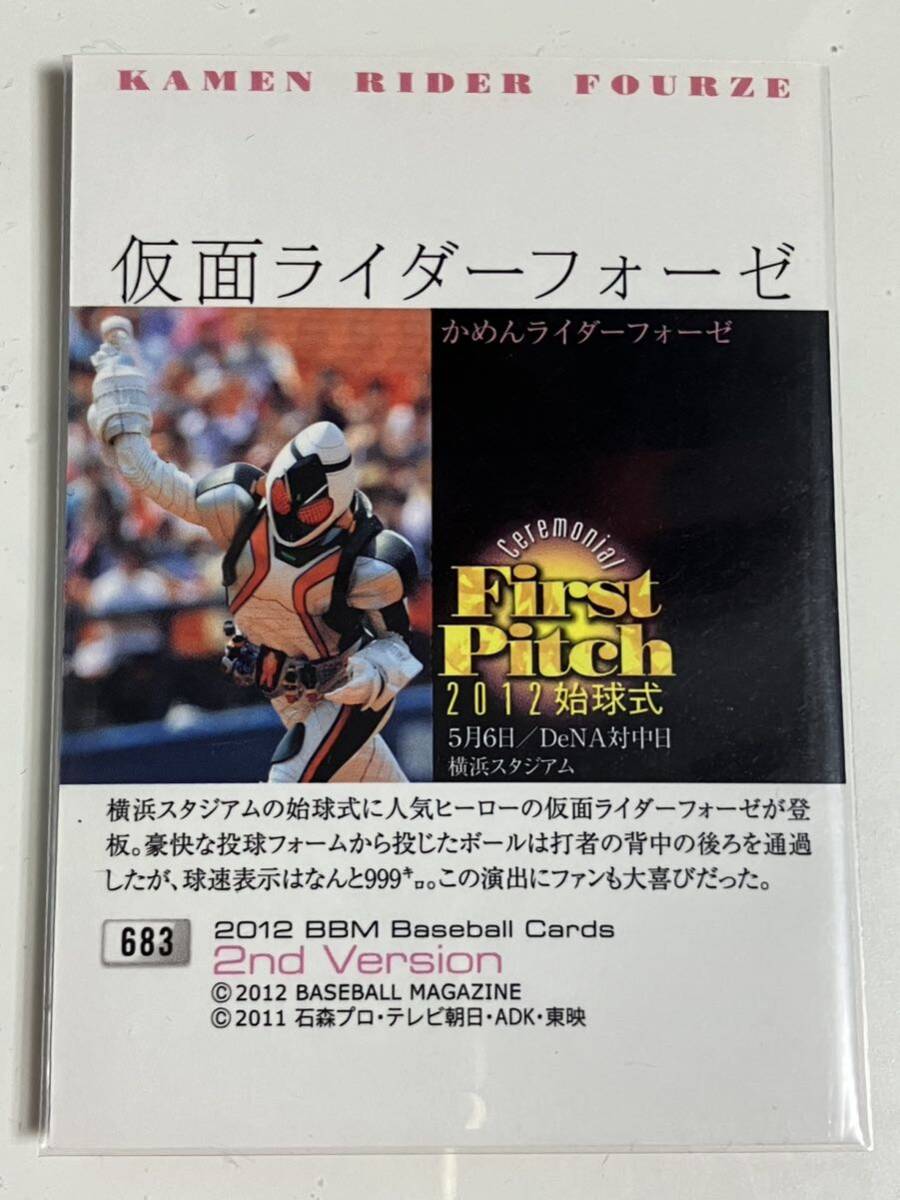 KAMEN RIDER FOURZE
仮面ライダーフォーゼ
かめんライダーフォーゼ
Ceremonial
First
Pitch
2012始球式
5月6日/DeNA対中日
横浜スタジアム
横浜スタジアムの始球式に人気ヒーローの仮面ライダーフォーゼが登
板。豪快な投球フォームから投じたボールは打者の背中の後ろを通過
したが、球速表示はなんと999㌔。この演出にファンも大喜びだった。
683
2012 BBM Baseball Cards
2nd Version
©2012 BASEBALL MAGAZINE
©2011 石森プロ・テレビ朝日・ADK・東映